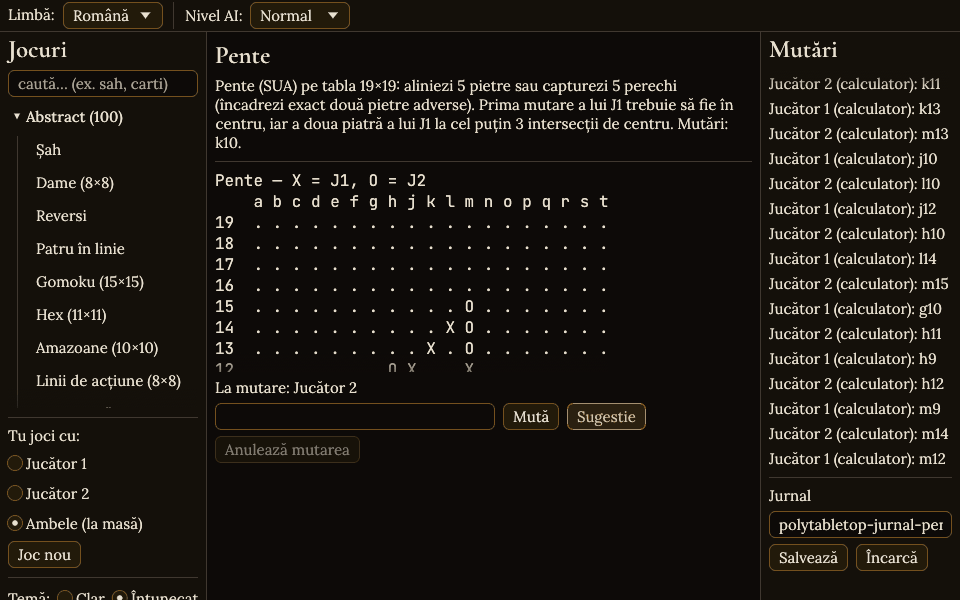 Limbă: Română Nivel AI: Normal
Jocuri
caută... (ex. sah, carti)
Abstract (100)
Șah
Dame (8×8)
Reversi
Patru în linie
Gomoku (15×15)
Hex (11×11)
Amazoane (10×10)
Linii de acțiune (8×8)
Tu joci cu:
Jucător 1
Jucător 2
Ambele (la masă)
Joc nou
Temă: Clar Întunecat
Pente
Pente (SUA) pe tabla 19×19: aliniezi 5 pietre sau capturezi 5 perechi
(încadrezi exact două pietre adverse). Prima mutare a lui J1 trebuie să fie în
centru, iar a doua piatră a lui J1 la cel puțin 3 intersecții de centru. Mutări:
k10.
Pente — X = J1, O = J2
a b c d e f g h j k l m n o p q r s t
19 . . . . . . . . . . . . . . . . . . .
18 . . . . . . . . . . . . . . . . . . .
17 . . . . . . . . . . . . . . . . . . .
16 . . . . . . . . . . . . . . . . . . .
15 . . . . . . . . . . . O . . . . . . .
14 . . . . . . . . . . X O . . . . . . .
13 . . . . . . . . . X . O . . . . . . .
12 . . . . . . . O X . . X . . . . . . .
La mutare: Jucător 2
Mută Sugestie
Anulează mutarea
Mutări
Jucător 2 (calculator): k11
Jucător 1 (calculator): k13
Jucător 2 (calculator): m13
Jucător 1 (calculator): j10
Jucător 2 (calculator): l10
Jucător 1 (calculator): j12
Jucător 2 (calculator): h10
Jucător 1 (calculator): l14
Jucător 2 (calculator): m15
Jucător 1 (calculator): g10
Jucător 2 (calculator): h11
Jucător 1 (calculator): h9
Jucător 2 (calculator): h12
Jucător 1 (calculator): m9
Jucător 2 (calculator): m14
Jucător 1 (calculator): m12
Jurnal
polytabletop-jurnal-per
Salvează Încarcă